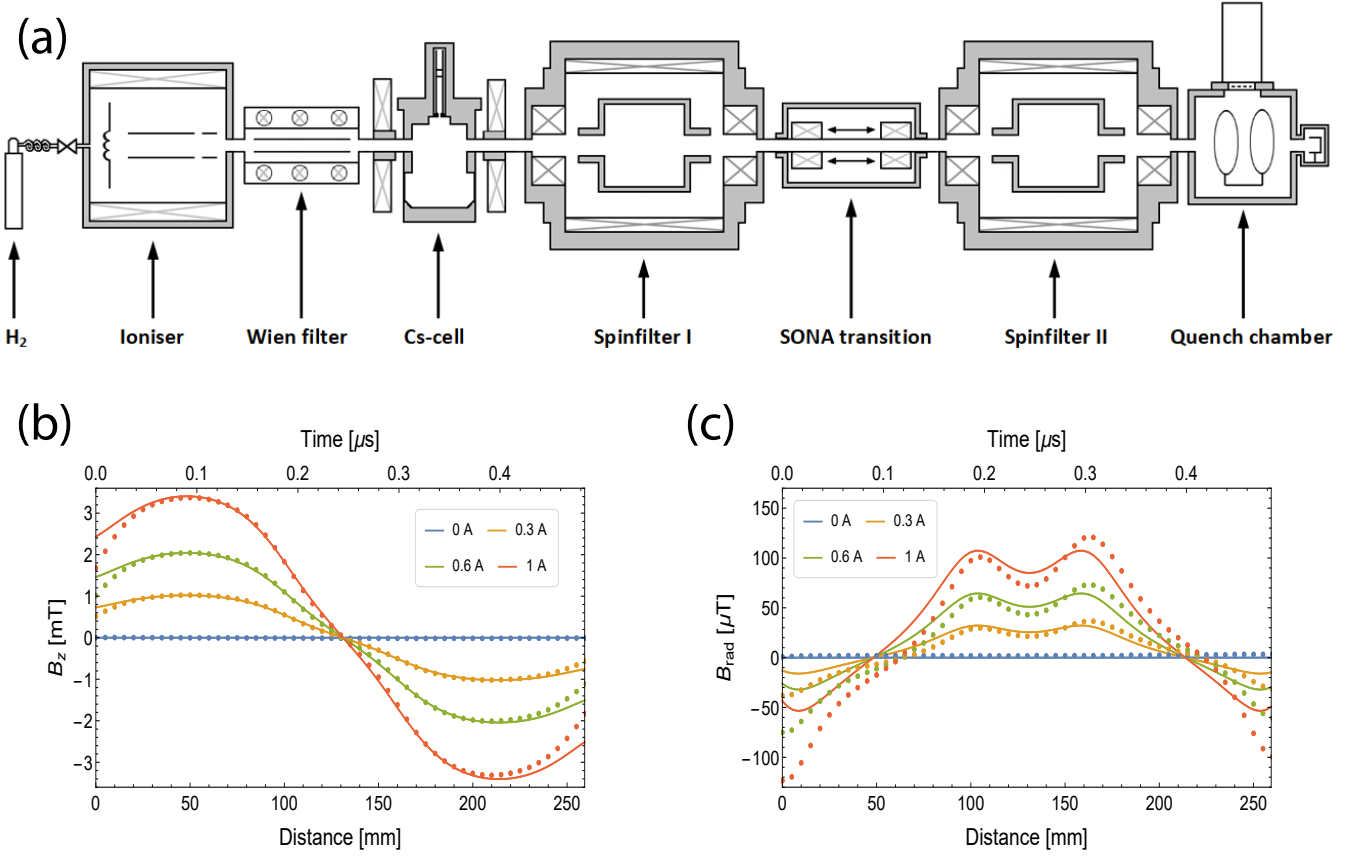 (a)
H2
Ioniser
Wien filter
Cs-cell
Spinfilter I
SONA transition
Spinfilter II
Quench chamber
(b)
Time [µs]
0.0 0.1 0.2 0.3 0.4
0 A 0.3 A
0.6 A 1 A
Bz [mT]
3
2
1
0
−1
−2
−3
0 50 100 150 200 250
Distance [mm]
(c)
Time [µs]
0.0 0.1 0.2 0.3 0.4
0 A 0.3 A
0.6 A 1 A
Brad [µT]
150
100
50
0
−50
−100
0 50 100 150 200 250
Distance [mm]